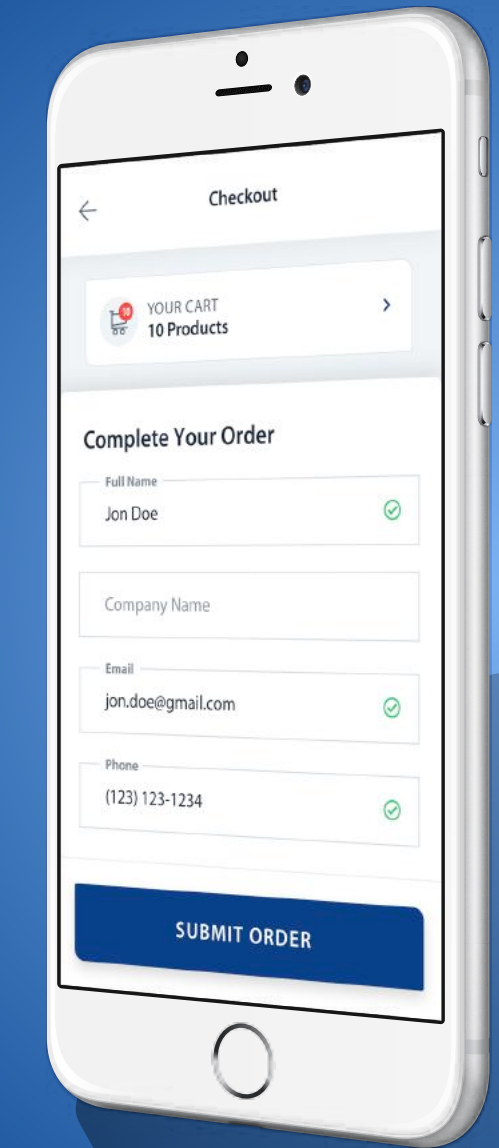 Checkout
10
YOUR CART
10 Products
Complete Your Order
Full Name
Jon Doe
Company Name
Email
jon.doe@gmail.com
Phone
(123) 123-1234
SUBMIT ORDER